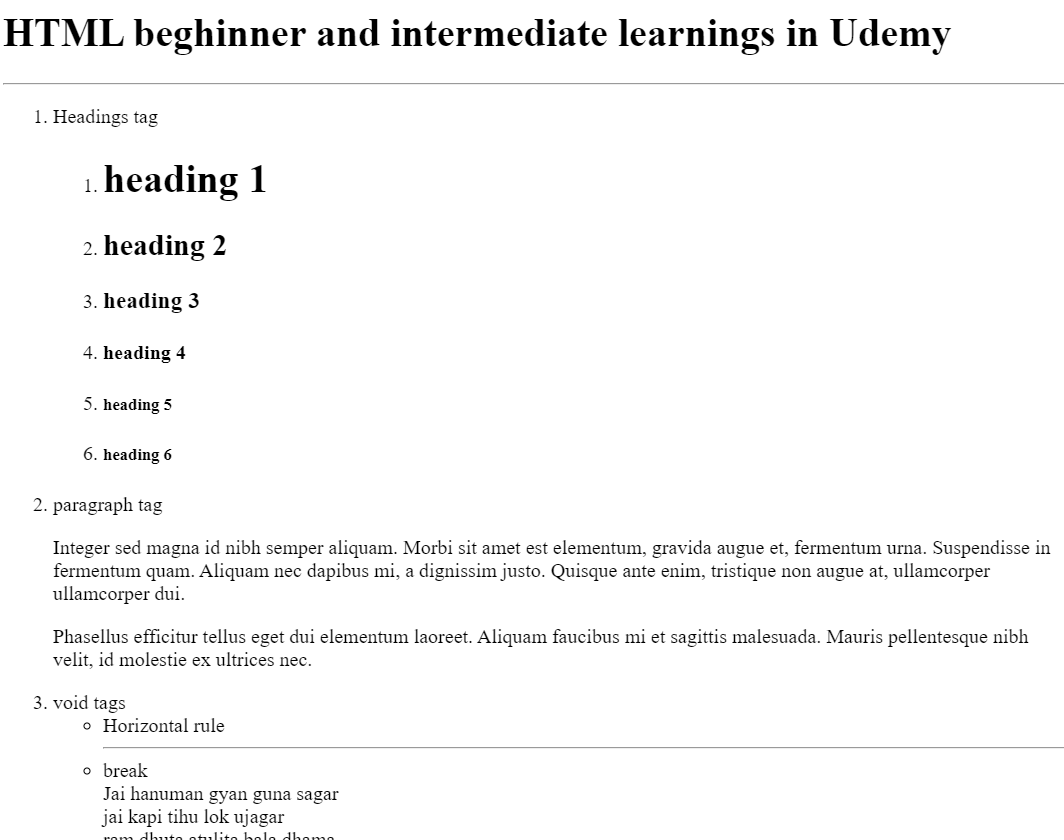 HTML beghinner and intermediate learnings in Udemy
1. Headings tag
1. heading 1
2. heading 2
3. heading 3
4. heading 4
5. heading 5
6. heading 6
2. paragraph tag
Integer sed magna id nibh semper aliquam. Morbi sit amet est elementum, gravida augue et, fermentum urna. Suspendisse in
fermentum quam. Aliquam nec dapibus mi, a dignissim justo. Quisque ante enim, tristique non augue at, ullamcorper
ullamcorper dui.
Phasellus efficitur tellus eget dui elementum laoreet. Aliquam faucibus mi et sagittis malesuada. Mauris pellentesque nibh
velit, id molestie ex ultrices nec.
3. void tags
Horizontal rule
break
Jai hanuman gyan guna sagar
jai kapi tihu lok ujagar
ram dhuta atulita bala dhama